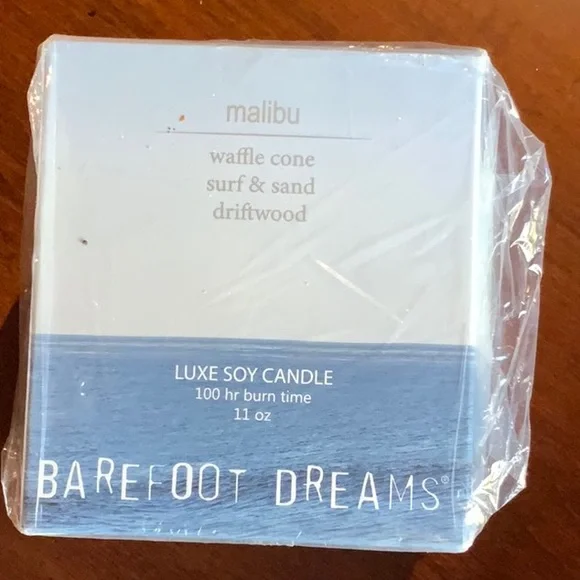 malibu
waffle cone
surf & sand
driftwood
LUXE SOY CANDLE
100 hr burn time
11 oz
BAREFOOT DREAMS®